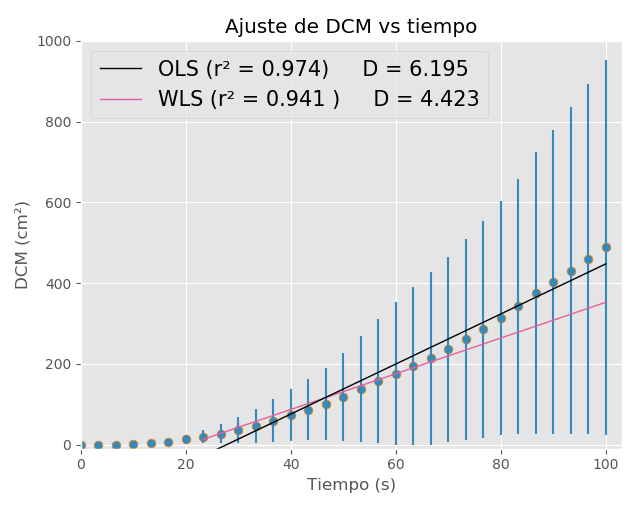 Ajuste de DCM vs tiempo
OLS (r² = 0.974) D = 6.195
WLS (r² = 0.941 ) D = 4.423
DCM (cm²)
1000
800
600
400
200
0
0 20 40 60 80 100
Tiempo (s)